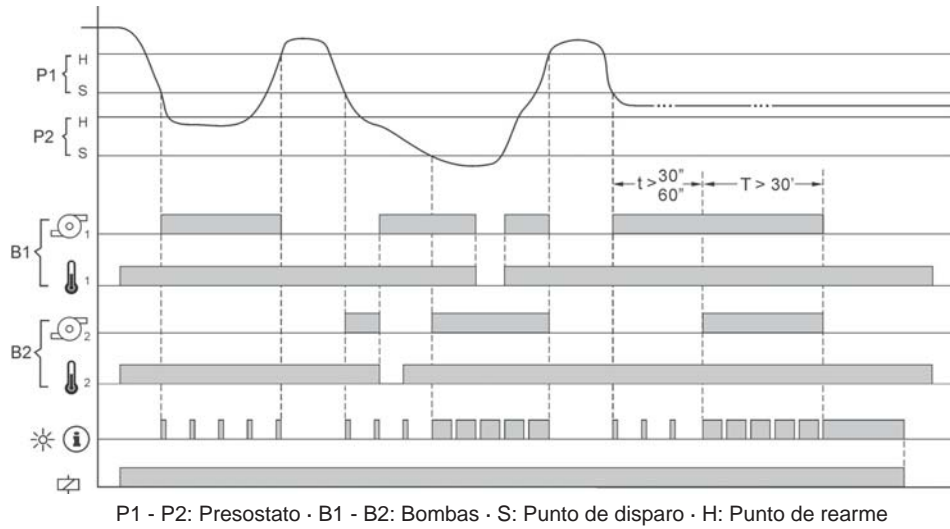 H
P1
S
H
P2
S
t > 30" 60"
T > 30'
1
B1
1
2
B2
2
i
P1 - P2: Presostato · B1 - B2: Bombas · S: Punto de disparo · H: Punto de rearme